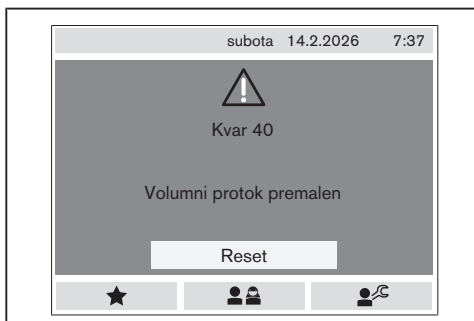 subota 14.2.2026 7:37
Kvar 40
Volumni protok premalen
Reset